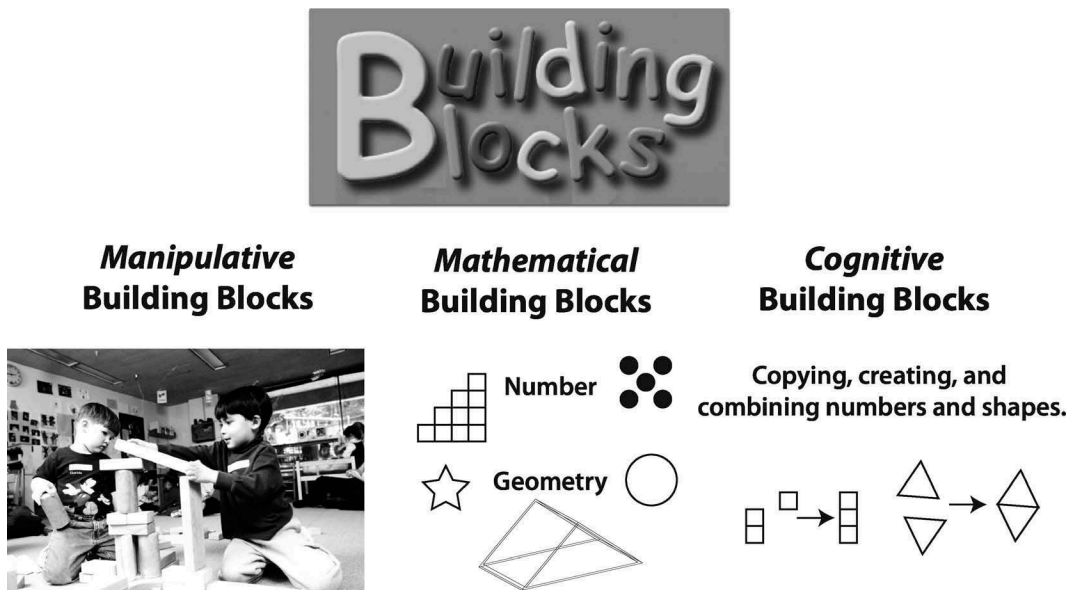 Building
Blocks
Manipulative
Building Blocks
Mathematical
Building Blocks
Cognitive
Building Blocks
Number
Geometry
Copying, creating, and
combining numbers and shapes.